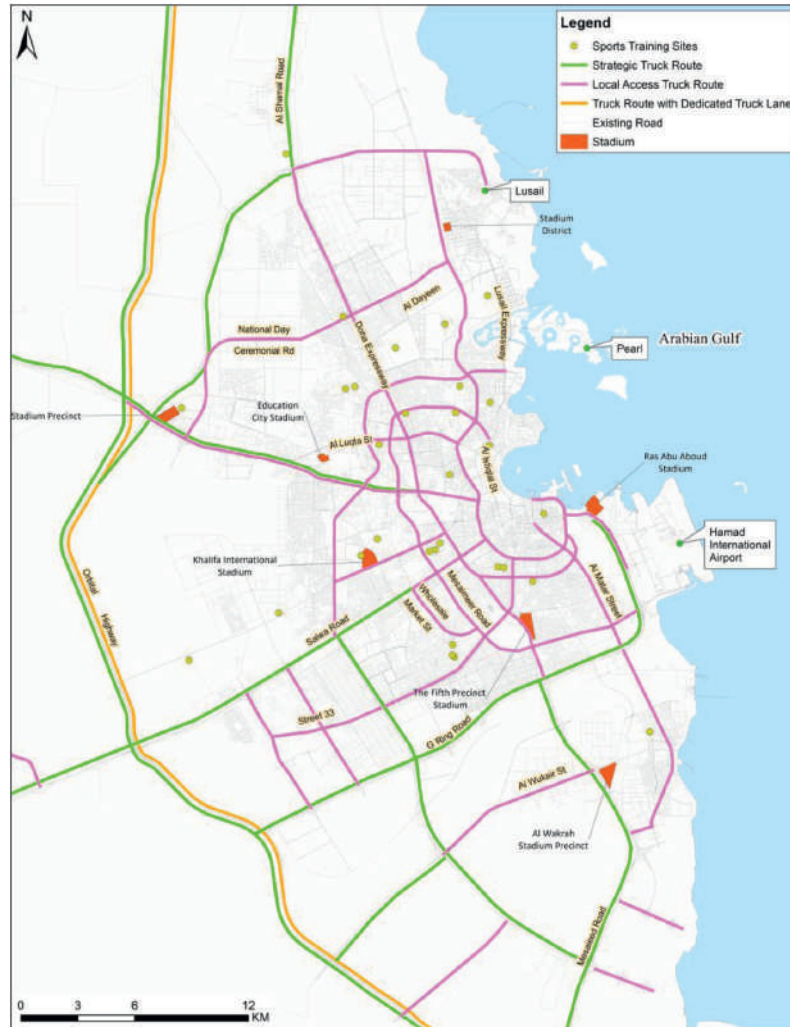 N
Legend
Sports Training Sites
Strategic Truck Route
Local Access Truck Route
Truck Route with Dedicated Truck Lane
Existing Road
Stadium
Al Shamal Road
Lusail
Stadium
District
Al Dayeen
Lusail Expressway
National Day
Ceremonial Rd
Doha Expressway
Pearl
Arabian Gulf
Stadium Precinct
Education
City Stadium
Al Luqta St
Al Istiqlal St
Ras Abu Aboud
Stadium
Hamad
International
Airport
Khalifa International
Stadium
Orbital
Highway
Salwa Road
Wholesale
Market St
Mesaimeer Road
Al Matar Street
The Fifth Precinct
Stadium
Street 33
G Ring Road
Al Wukair St
Al Wakrah
Stadium Precinct
Mesaieed Road
0 3 6 12
KM